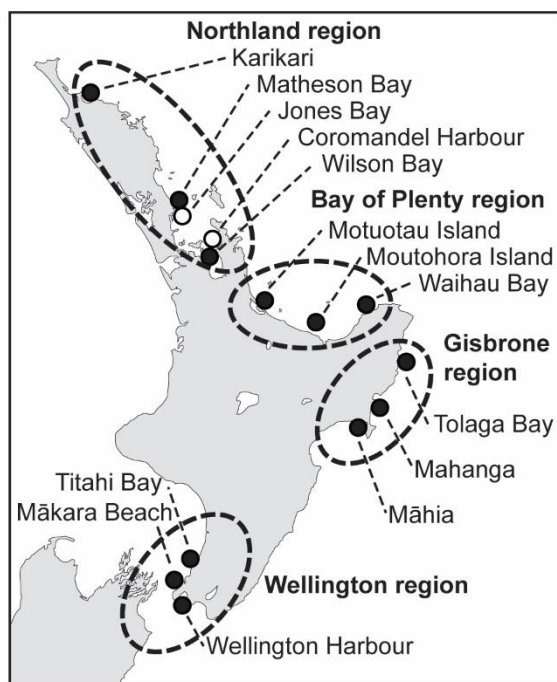 Northland region
Karikari
Matheson Bay
Jones Bay
Coromandel Harbour
Wilson Bay
Bay of Plenty region
Motuotau Island
Moutohora Island
Waihau Bay
Gisbrone
region
Tolaga Bay
Mahanga
Māhia
Titahi Bay
Mākara Beach
Wellington region
Wellington Harbour